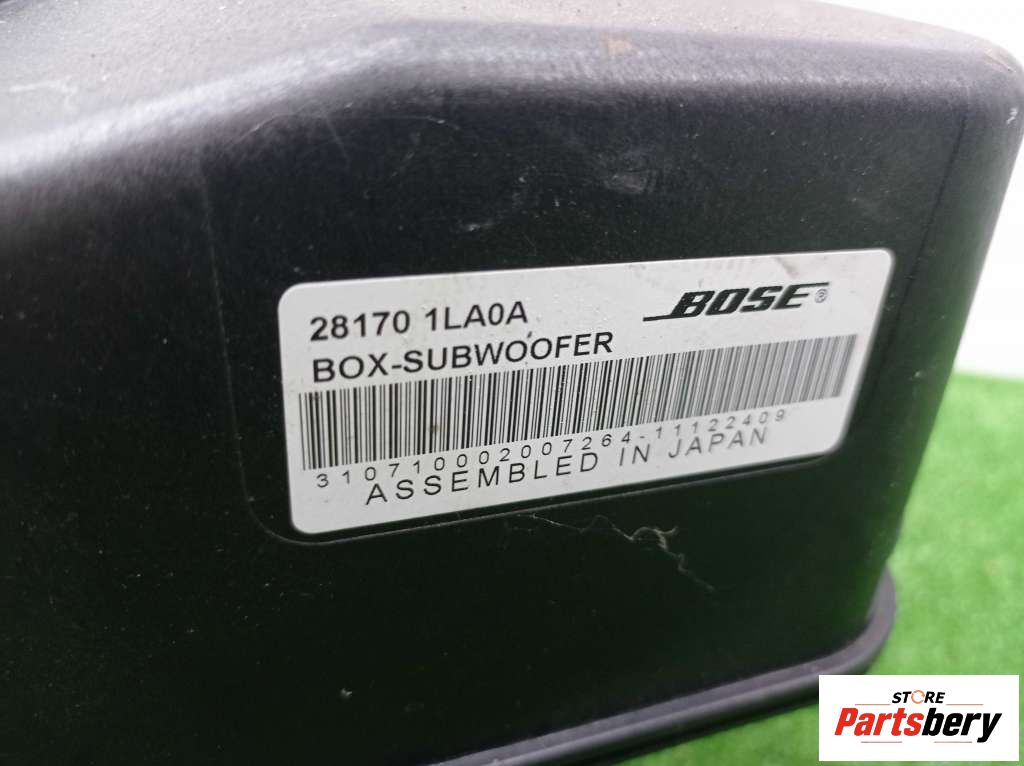 28170 1LA0A
BOSE®
BOX-SUBWOOFER
310710002007264-11122409
ASSEMBLED IN JAPAN
STORE
Partsbery